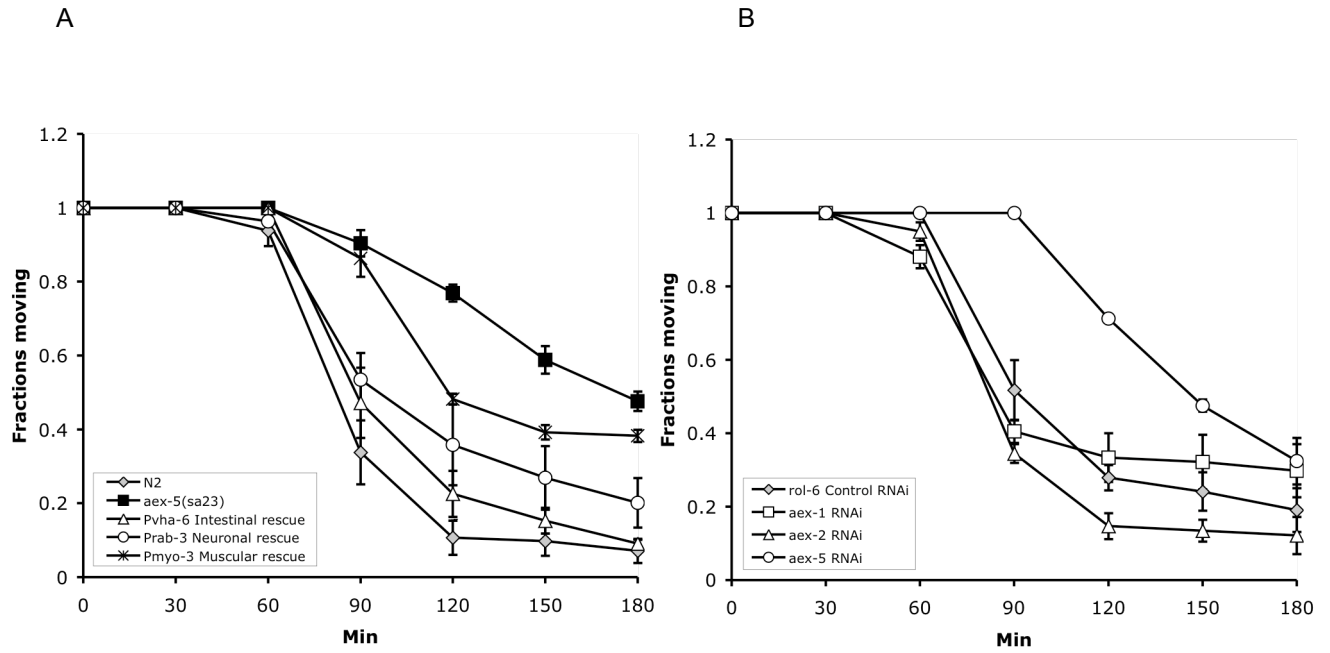 A
1.2
1
0.8
0.6
0.4
0.2
0
Fractions moving
N2
aex-5(sa23)
Pvha-6 Intestinal rescue
Prab-3 Neuronal rescue
Pmyo-3 Muscular rescue
0 30 60 90 120 150 180
Min
B
1.2
1
0.8
0.6
0.4
0.2
0
Fractions moving
rol-6 Control RNAi
aex-1 RNAi
aex-2 RNAi
aex-5 RNAi
0 30 60 90 120 150 180
Min